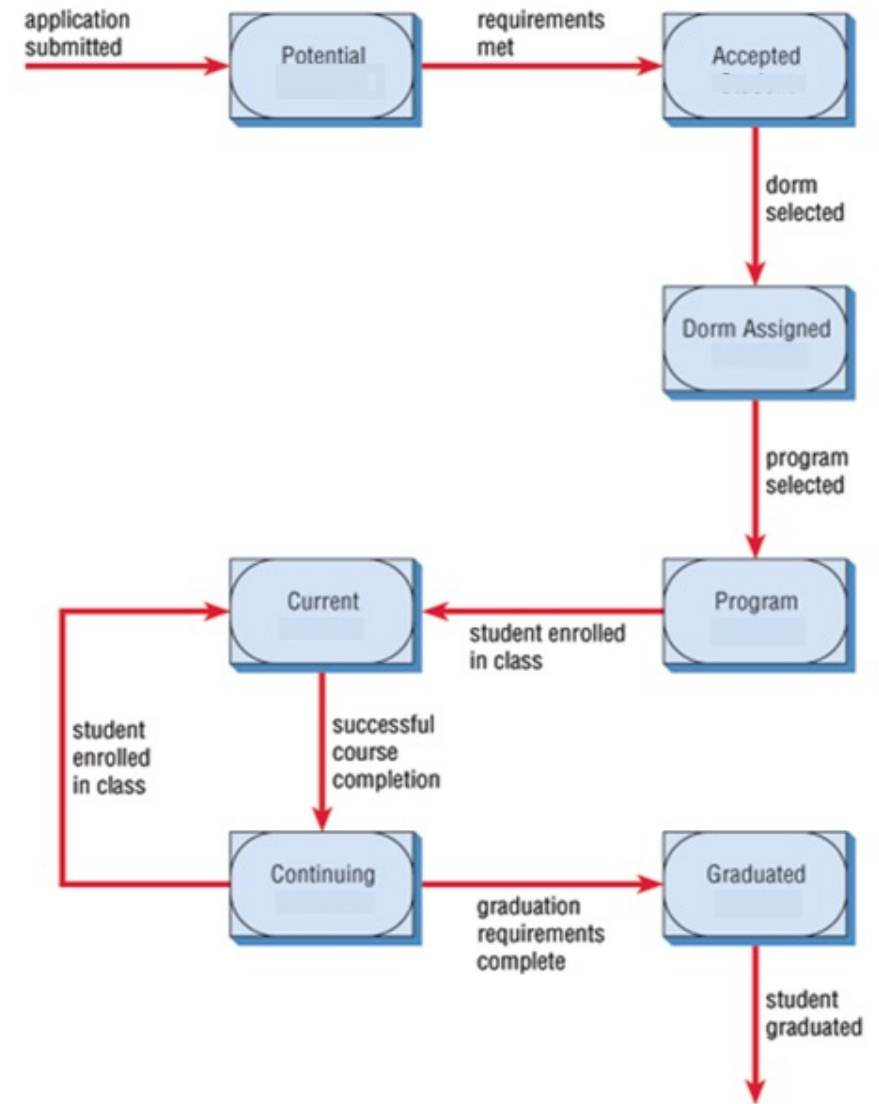 application
submitted
Potential
requirements
met
Accepted
dorm
selected
Dorm Assigned
program
selected
Program
student enrolled
in class
Current
student
enrolled
in class
successful
course
completion
Continuing
graduation
requirements
complete
Graduated
student
graduated